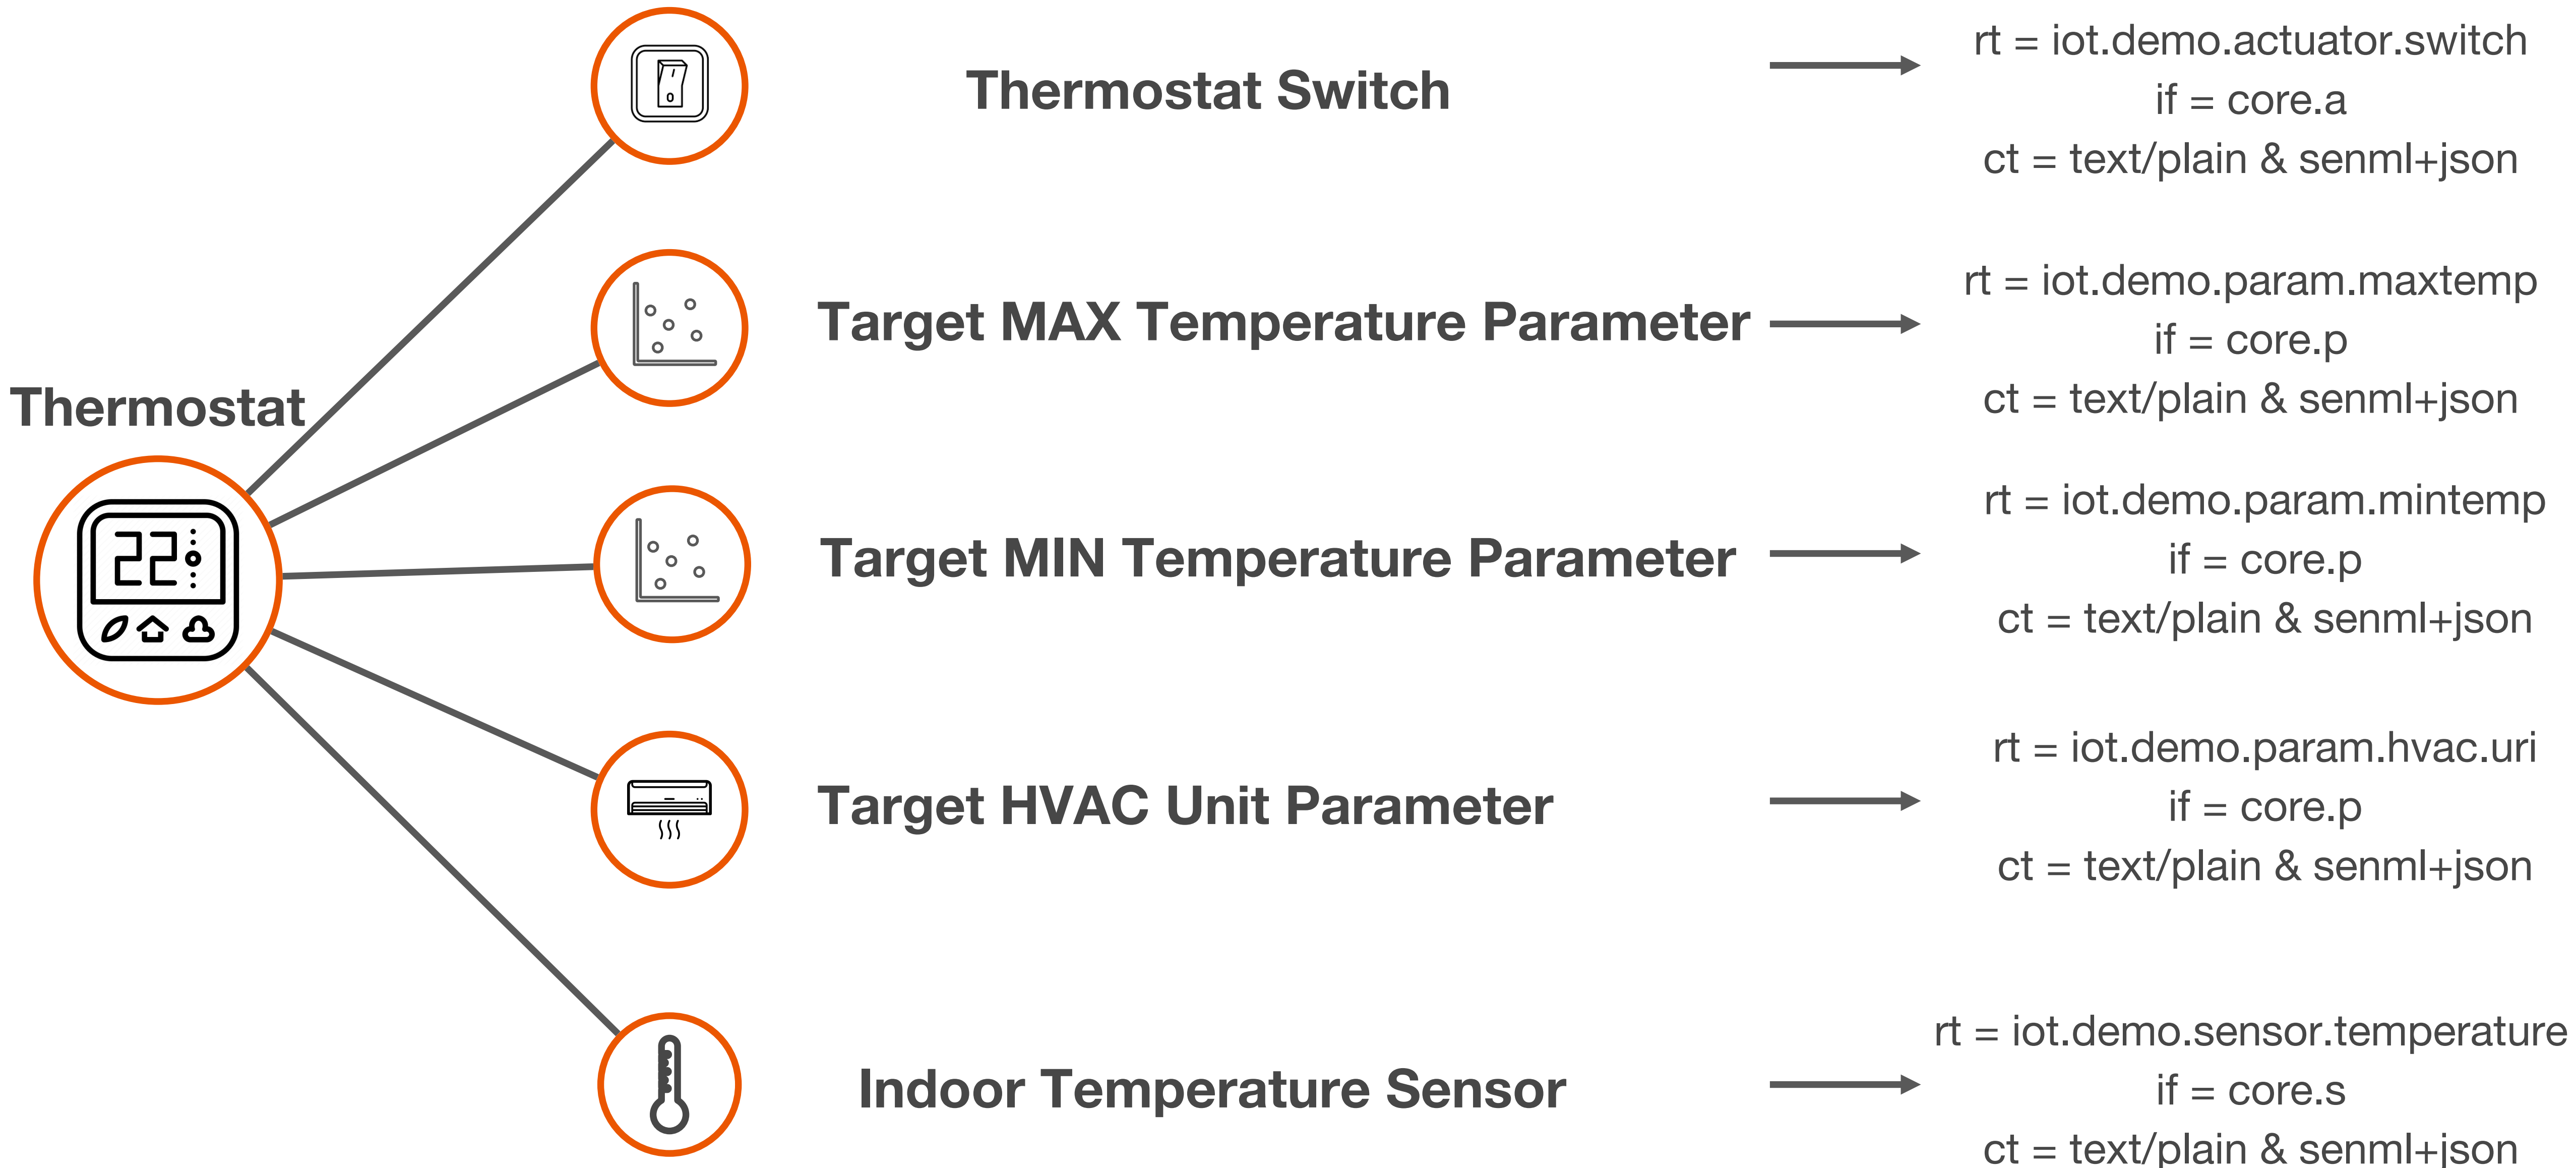 Thermostat
22
Thermostat Switch
rt = iot.demo.actuator.switch
if = core.a
ct = text/plain & senml+json
Target MAX Temperature Parameter
rt = iot.demo.param.maxtemp
if = core.p
ct = text/plain & senml+json
Target MIN Temperature Parameter
rt = iot.demo.param.mintemp
if = core.p
ct = text/plain & senml+json
Target HVAC Unit Parameter
rt = iot.demo.param.hvac.uri
if = core.p
ct = text/plain & senml+json
Indoor Temperature Sensor
rt = iot.demo.sensor.temperature
if = core.s
ct = text/plain & senml+json